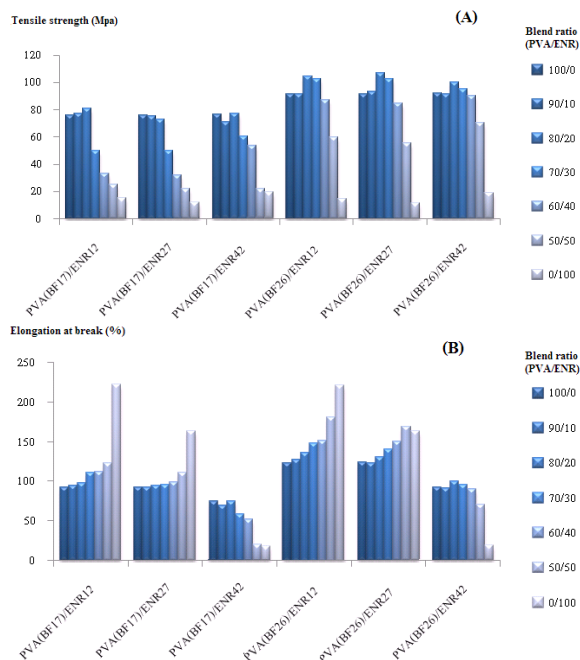 Tensile strength (Mpa)
(A)
Blend ratio
(PVA/ENR)
140
120
100
80
60
40
20
0
100/0
90/10
80/20
70/30
60/40
50/50
0/100
PVA(BF17)/ENR12
PVA(BF17)/ENR27
PVA(BF17)/ENR42
PVA(BF26)/ENR12
PVA(BF26)/ENR27
PVA(BF26)/ENR42
Elongation at break (%)
(B)
Blend ratio
(PVA/ENR)
250
200
150
100
50
0
100/0
90/10
80/20
70/30
60/40
50/50
0/100
PVA(BF17)/ENR12
PVA(BF17)/ENR27
PVA(BF17)/ENR42
PVA(BF26)/ENR12
PVA(BF26)/ENR27
PVA(BF26)/ENR42